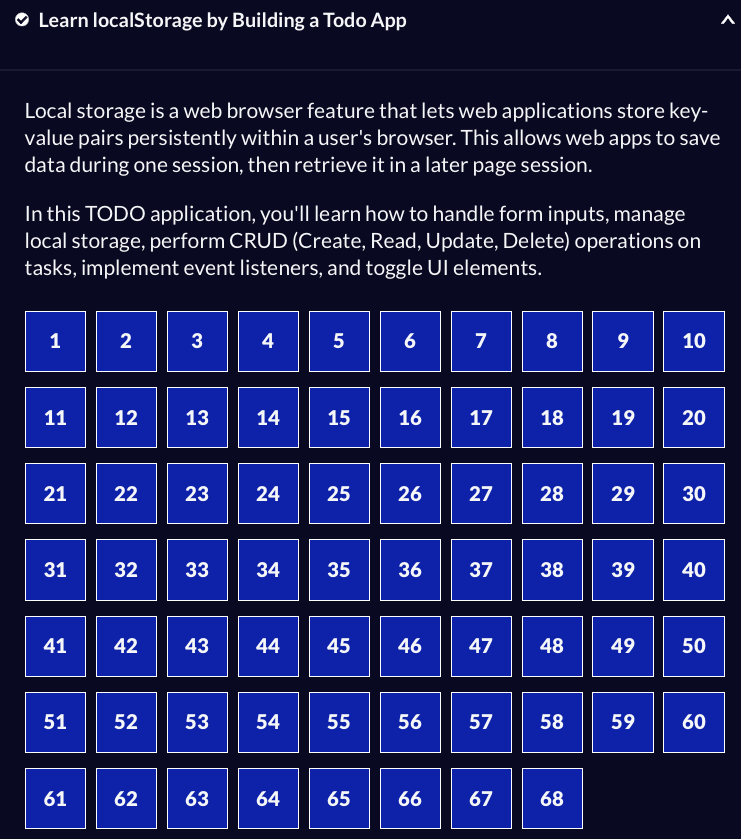 Learn localStorage by Building a Todo App
Local storage is a web browser feature that lets web applications store key-
value pairs persistently within a user's browser. This allows web apps to save
data during one session, then retrieve it in a later page session.
In this TODO application, you'll learn how to handle form inputs, manage
local storage, perform CRUD (Create, Read, Update, Delete) operations on
tasks, implement event listeners, and toggle UI elements.
1 2 3 4 5 6 7 8 9 10
11 12 13 14 15 16 17 18 19 20
21 22 23 24 25 26 27 28 29 30
31 32 33 34 35 36 37 38 39 40
41 42 43 44 45 46 47 48 49 50
51 52 53 54 55 56 57 58 59 60
61 62 63 64 65 66 67 68